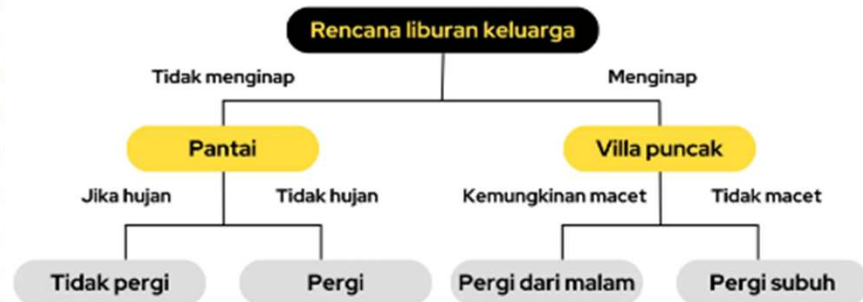 Rencana liburan keluarga
Tidak menginap
Menginap
Pantai
Villa puncak
Jika hujan
Tidak hujan
Kemungkinan macet
Tidak macet
Tidak pergi
Pergi
Pergi dari malam
Pergi subuh